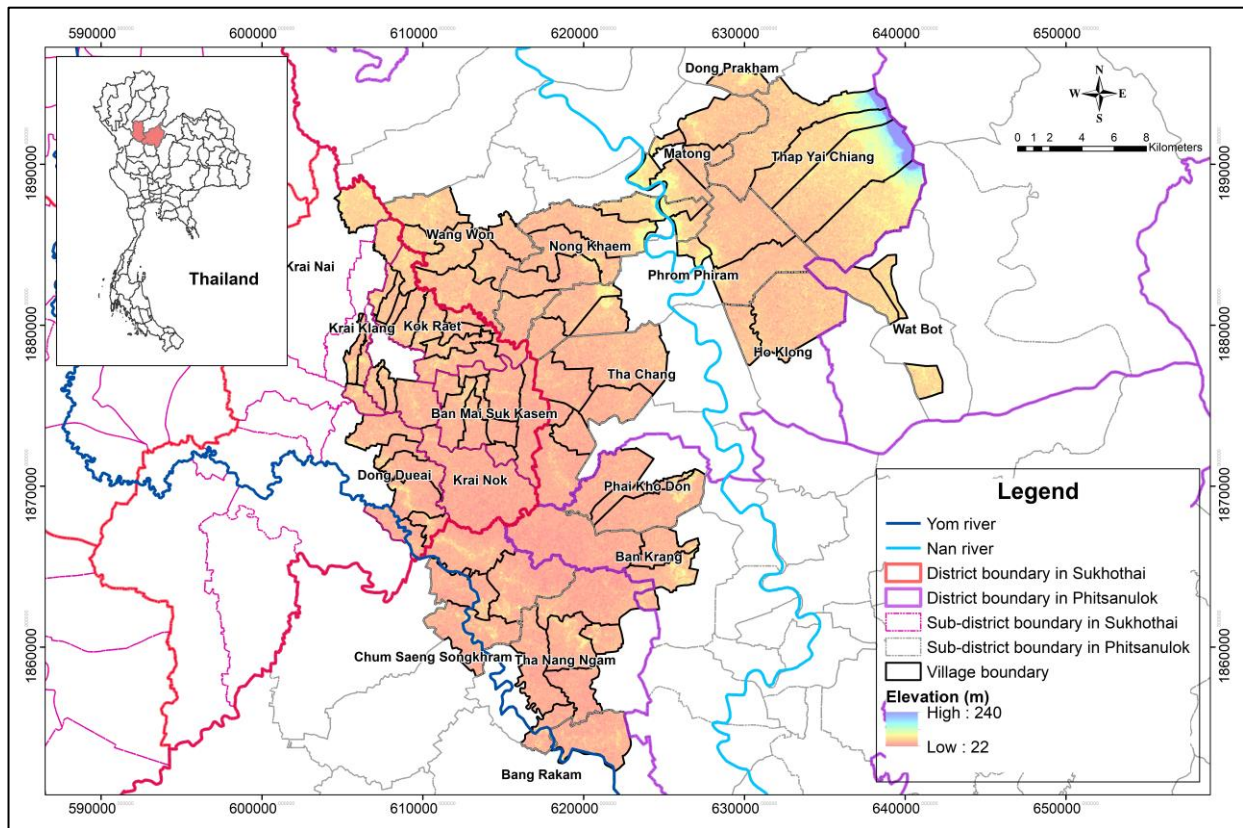 590000 600000 610000 620000 630000 640000 650000
Dong Prakham
N
W E
S
0 1 2 4 6 8
Kilometers
1890000
1890000
Matong
Thap Yai Chiang
Wang Won
Nong Khaem
Krai Nai
Thailand
Phrom Phiram
1880000
1880000
Krai Klang
Kok Raet
Wat Bot
Ho Klong
Tha Chang
Ban Mai Suk Kasem
Dong Dueai
Krai Nok
Phai Kho Don
1870000
1870000
Ban Krang
Chum Saeng Songkhram
Tha Nang Ngam
1860000
1860000
Bang Rakam
Legend
Yom river
Nan river
District boundary in Sukhothai
District boundary in Phitsanulok
Sub-district boundary in Sukhothai
Sub-district boundary in Phitsanulok
Village boundary
Elevation (m)
High : 240
Low : 22
590000 600000 610000 620000 630000 640000 650000